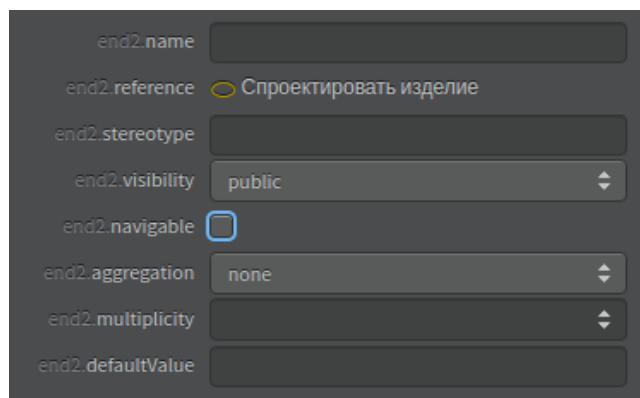 end2.name
end2.reference Спроектировать изделие
end2.stereotype
end2.visibility public
end2.navigable
end2.aggregation none
end2.multiplicity
end2.defaultValue